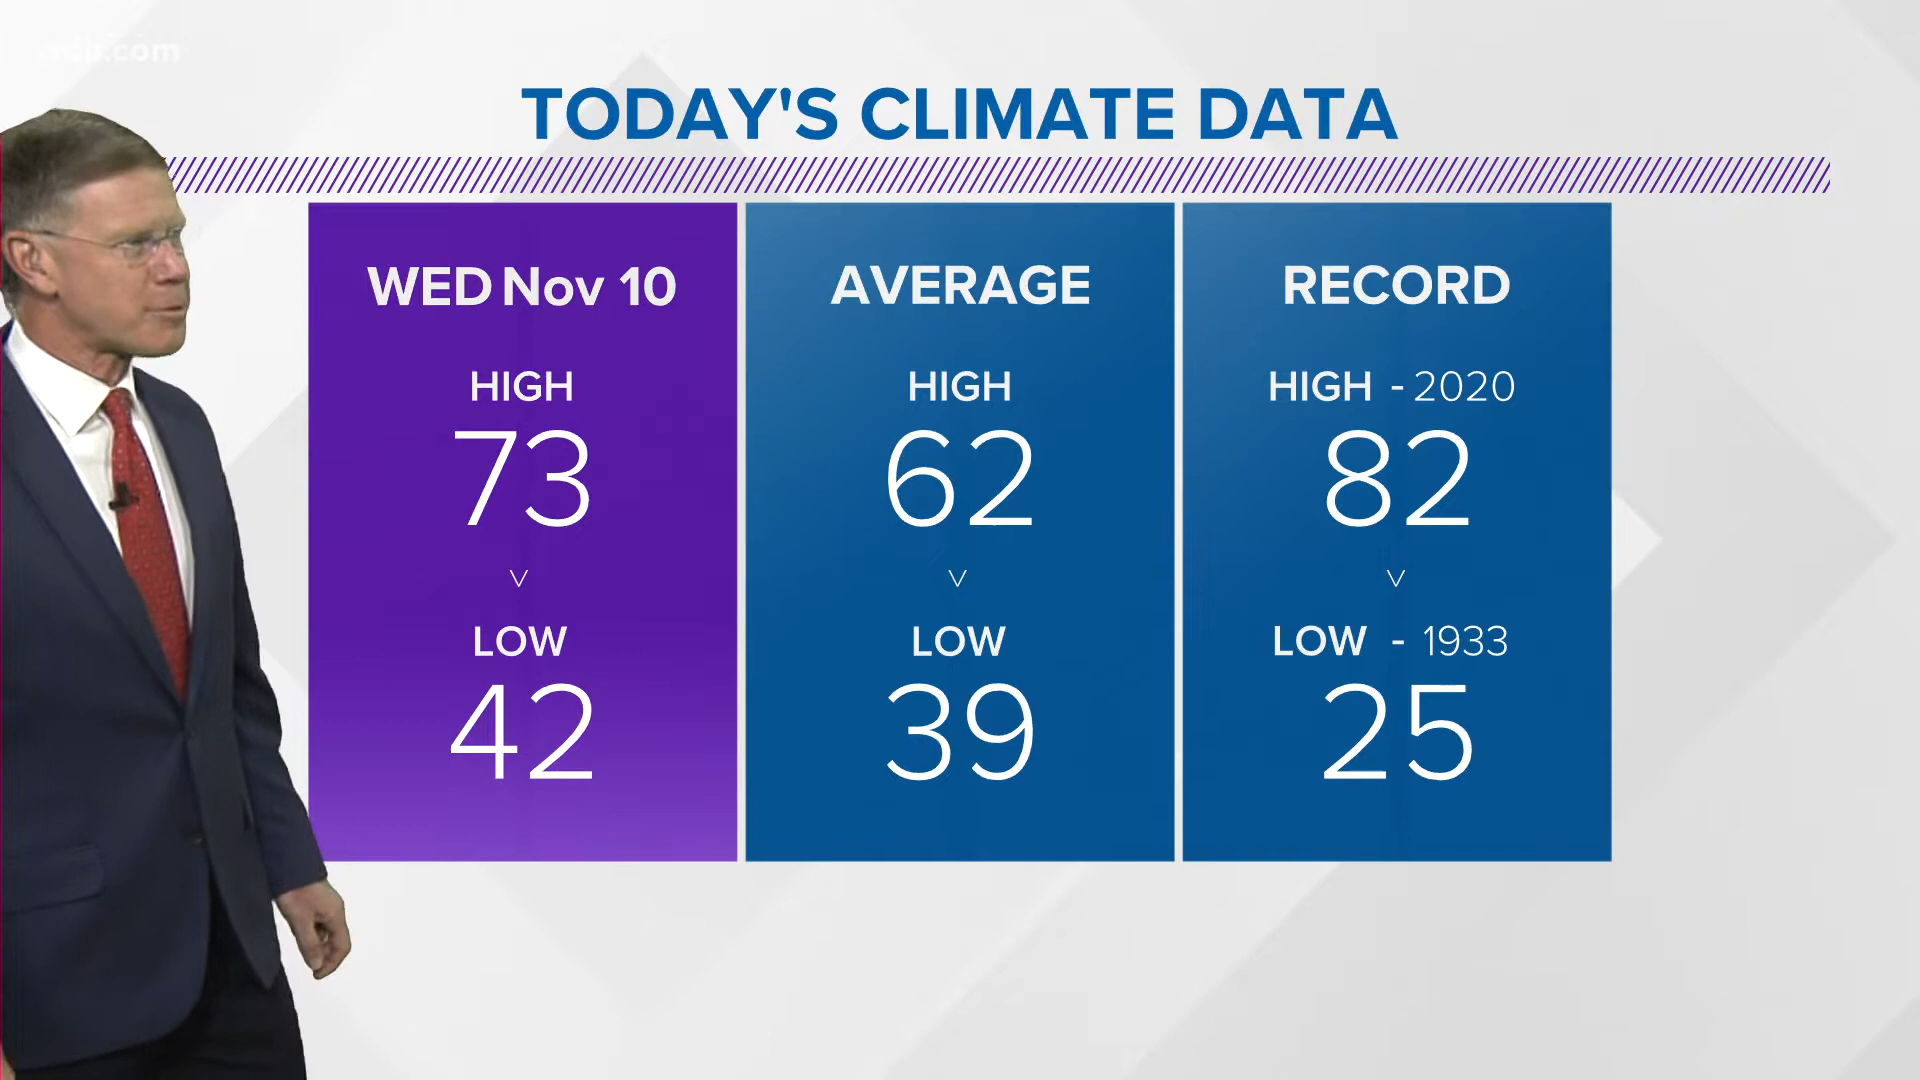 TODAY'S CLIMATE DATA
WED Nov 10
HIGH
73
LOW
42
AVERAGE
HIGH
62
LOW
39
RECORD
HIGH - 2020
82
LOW - 1933
25